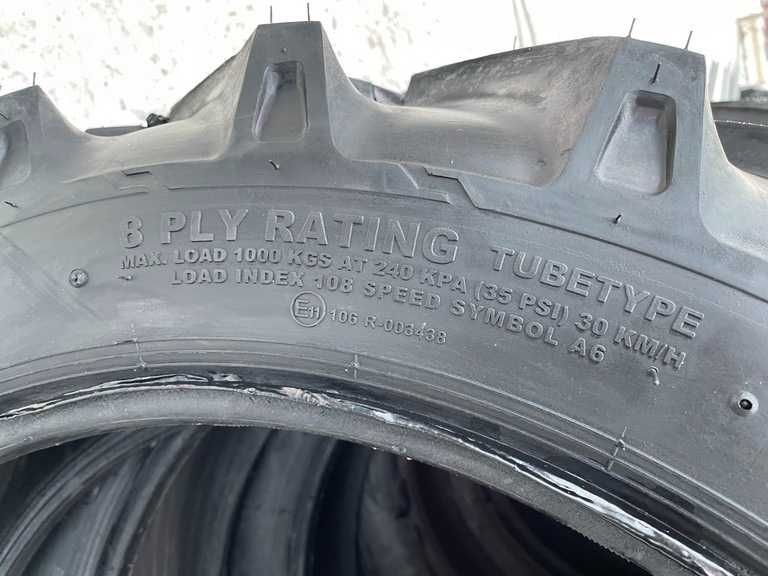 8 PLY RATING TUBETYPE
MAX. LOAD 1000 KGS AT 240 KPA (35 PSI) 30 KM/H
LOAD INDEX 108 SPEED SYMBOL A6
E11 106 R-003438